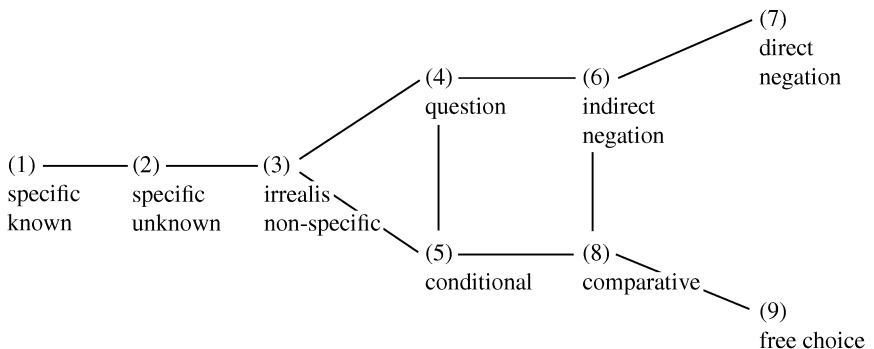 (1)
specific
known
(2)
specific
unknown
(3)
irrealis
non-specific
(4)
question
(5)
conditional
(6)
indirect
negation
(7)
direct
negation
(8)
comparative
(9)
free choice